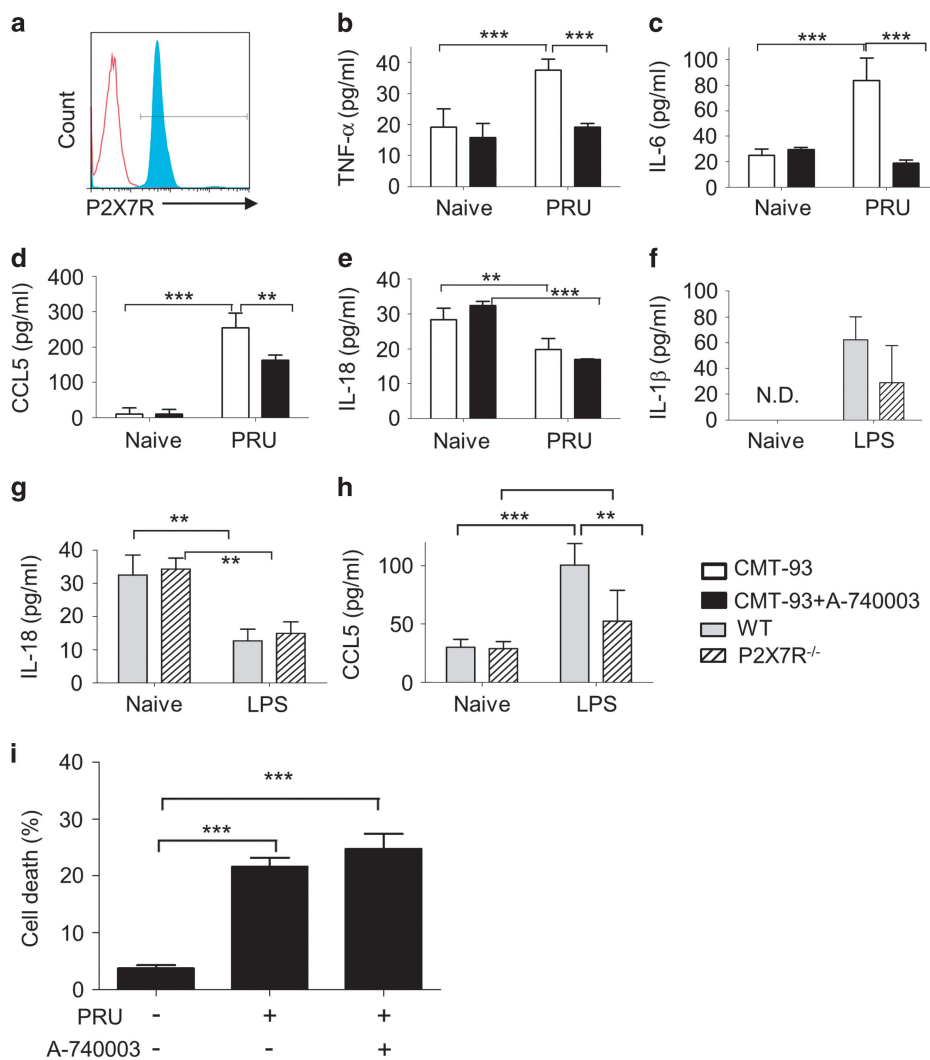 a
Count
P2X7R
b
TNF-α (pg/ml)
50
40
30
20
10
0
***
***
Naive
PRU
c
IL-6 (pg/ml)
100
80
60
40
20
0
***
***
Naive
PRU
d
CCL5 (pg/ml)
400
300
200
100
0
***
**
Naive
PRU
e
IL-18 (pg/ml)
40
30
20
10
0
**
***
Naive
PRU
f
IL-1β (pg/ml)
100
80
60
40
20
0
N.D.
LPS
g
IL-18 (pg/ml)
40
30
20
10
0
**
**
Naive
LPS
h
CCL5 (pg/ml)
100
50
0
***
**
Naive
LPS
CMT-93
CMT-93+A-740003
WT
P2X7R-/-
i
Cell death (%)
40
30
20
10
0
***
***
PRU - + +
A-740003 - - +